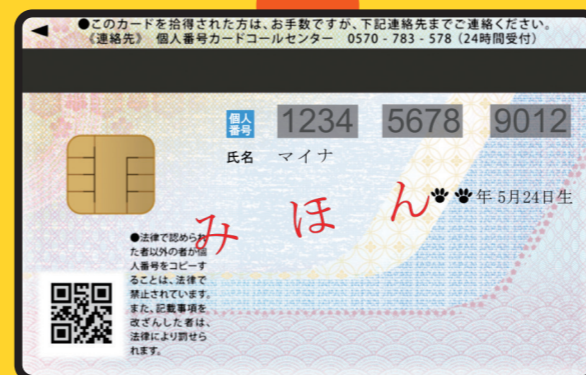 ●このカードを拾得された方は、お手数ですが、下記連絡先までご連絡ください。
《連絡先》 個人番号カードコールセンター 0570 - 783 - 578 (24時間受付)
個人番号 1234 5678 9012
氏名 マイナ
年 5月24日生
みほん
●法律で認められ
た者以外の者が個
人番号をコピーす
ることは、法律で
禁止されています。
また、記載事項を
改ざんした者は、
法律により罰せら
れます。